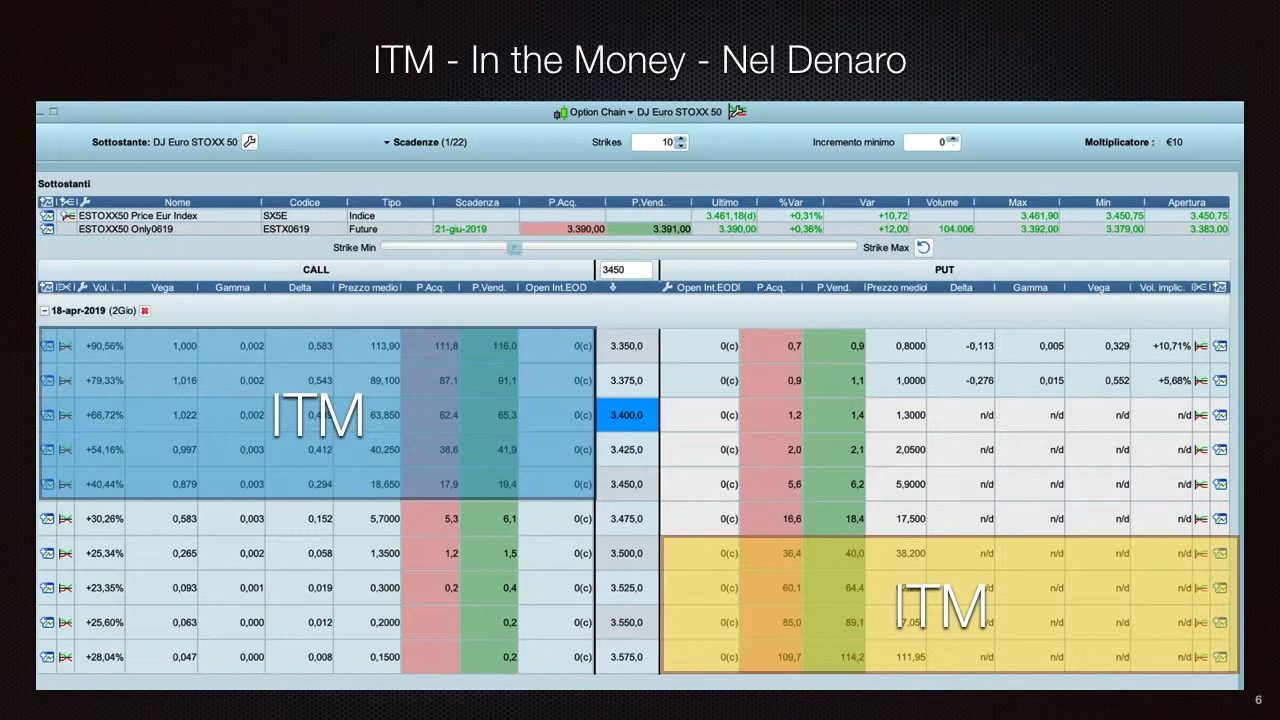 ITM - In the Money - Nel Denaro
Option Chain DJ Euro STOXX 50
Sottostante: DJ Euro STOXX 50 Scadenze (1/22) Strikes 10 Incremento minimo 0 Moltiplicatore : €10
Sottostanti
Nome Codice Tipo Scadenza P.Acq. P.Vend. Ultimo %Var Var Volume Max Min Apertura
ESTOXX50 Price Eur Index SX5E Indice 3.461,18(d) +0,31% +10,72 3.461,90 3.450,75 3.450,75
ESTOXX50 Only0619 ESTX0619 Future 21-giu-2019 3.390,00 3.391,00 3.390,00 +0,36% +12,00 104.006 3.392,00 3.379,00 3.383,00
Strike Min Strike Max
CALL 3450 PUT
Vol. i... Vega Gamma Delta Prezzo medio P.Acq. P.Vend. Open Int.EOD Open Int.EOD P.Acq. P.Vend. Prezzo medio Delta Gamma Vega Vol. implic.
18-apr-2019 (2Gio)
+90,56% 1,000 0,002 0,583 113,90 111,8 116,0 0(c) 3.350,0 0(c) 0,7 0,9 0,8000 -0,113 0,005 0,329 +10,71%
+79,33% 1,016 0,002 0,543 89,100 87,1 91,1 0(c) 3.375,0 0(c) 0,9 1,1 1,0000 -0,276 0,015 0,552 +5,68%
+66,72% 1,022 0,002 63,850 62,4 65,3 0(c) 3.400,0 0(c) 1,2 1,4 1,3000 n/d n/d n/d n/d
ITM
+54,16% 0,997 0,003 0,412 40,250 38,6 41,9 0(c) 3.425,0 0(c) 2,0 2,1 2,0500 n/d n/d n/d n/d
+40,44% 0,879 0,003 0,294 18,650 17,9 19,4 0(c) 3.450,0 0(c) 5,6 6,2 5,9000 n/d n/d n/d n/d
+30,26% 0,583 0,003 0,152 5,7000 5,3 6,1 0(c) 3.475,0 0(c) 16,6 18,4 17,500 n/d n/d n/d n/d
+25,34% 0,265 0,002 0,058 1,3500 1,2 1,5 0(c) 3.500,0 0(c) 36,4 40,0 38,200 n/d n/d n/d n/d
+23,35% 0,093 0,001 0,019 0,3000 0,2 0,4 0(c) 3.525,0 0(c) 60,1 64,4 n/d n/d n/d n/d
ITM
+25,60% 0,063 0,000 0,012 0,2000 0,2 0(c) 3.550,0 0(c) 85,0 89,1 n/d n/d n/d n/d
+28,04% 0,047 0,000 0,008 0,1500 0,2 0(c) 3.575,0 0(c) 109,7 114,2 111,95 n/d n/d n/d n/d
6